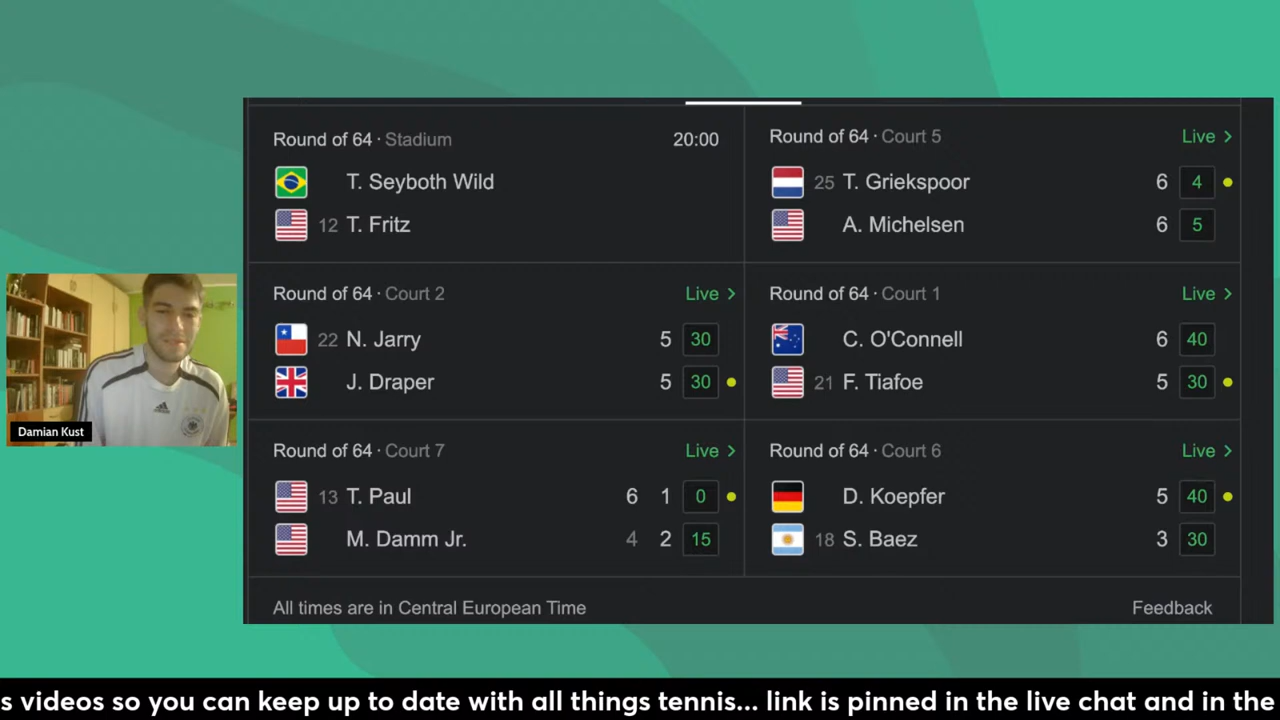 Round of 64 · Stadium 20:00
T. Seyboth Wild
12 T. Fritz
Round of 64 · Court 5 Live >
25 T. Griekspoor 6 4
A. Michelsen 6 5
Round of 64 · Court 2 Live >
22 N. Jarry 5 30
J. Draper 5 30
Round of 64 · Court 1 Live >
C. O'Connell 6 40
21 F. Tiafoe 5 30
Round of 64 · Court 7 Live >
13 T. Paul 6 1 0
M. Damm Jr. 4 2 15
Round of 64 · Court 6 Live >
D. Koepfer 5 40
18 S. Baez 3 30
All times are in Central European Time Feedback
Damian Kust
s videos so you can keep up to date with all things tennis... link is pinned in the live chat and in the